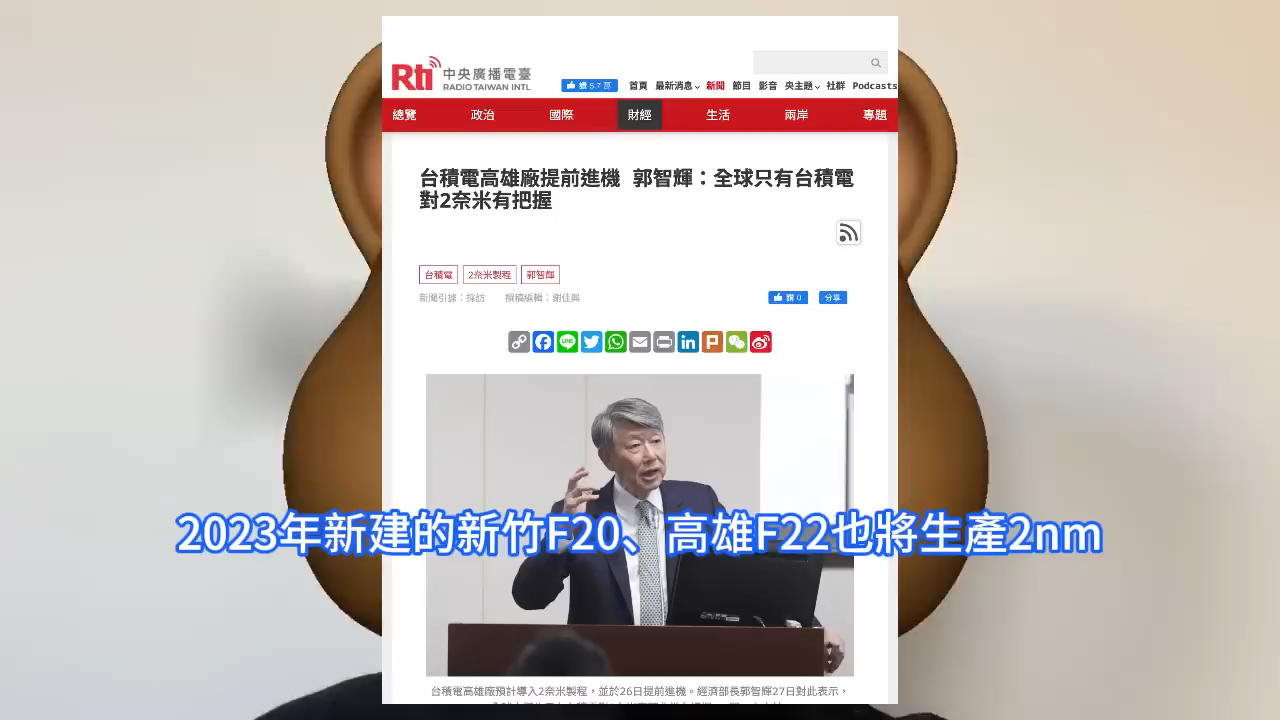 Rti 中央廣播電臺
RADIO TAIWAN INTL
讚 5.7 萬
首頁 最新消息 新聞 節目 影音 央主題 社群 Podcasts
總覽 政治 國際 財經 生活 兩岸 專題
台積電高雄廠提前進機 郭智輝：全球只有台積電
對2奈米有把握
台積電 2奈米製程 郭智輝
新聞引據：採訪 撰稿編輯：謝佳興
讚 0 分享
2023年新建的新竹F20、高雄F22也將生產2nm
台積電高雄廠預計導入2奈米製程，並於26日提前進機。經濟部長郭智輝27日對此表示，